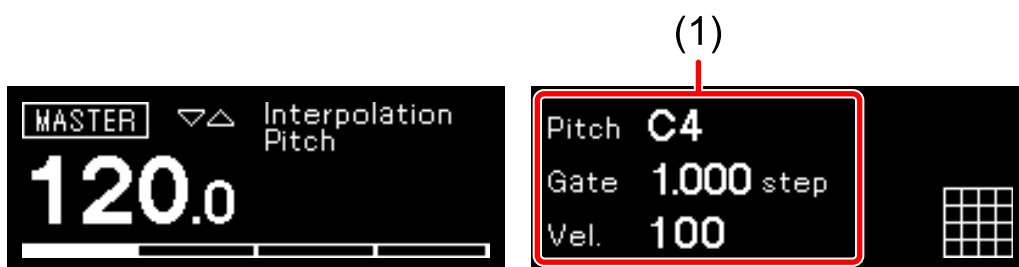 (1)
MASTER ▽△ Interpolation
Pitch
120.0
Pitch C4
Gate 1.000 step
Vel. 100